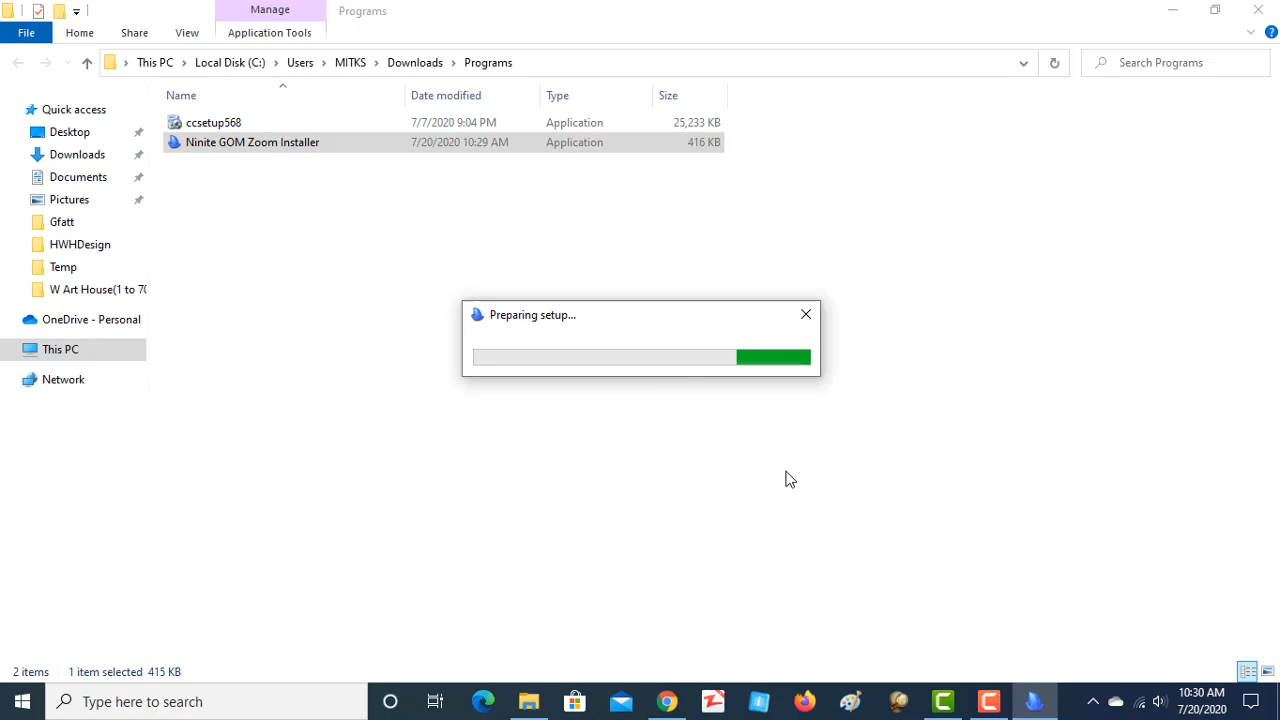 Manage
Programs
File
Home
Share
View
Application Tools
This PC
Local Disk (C:)
Users
MITKS
Downloads
Programs
Search Programs
Name
Date modified
Type
Size
ccsetup568
7/7/2020 9:04 PM
Application
25,233 KB
Ninite GOM Zoom Installer
7/20/2020 10:29 AM
Application
416 KB
Quick access
Desktop
Downloads
Documents
Pictures
Gfatt
HWHDesign
Temp
W Art House(1 to 70
OneDrive - Personal
This PC
Network
Preparing setup...
2 items
1 item selected 415 KB
Type here to search
10:30 AM
7/20/2020